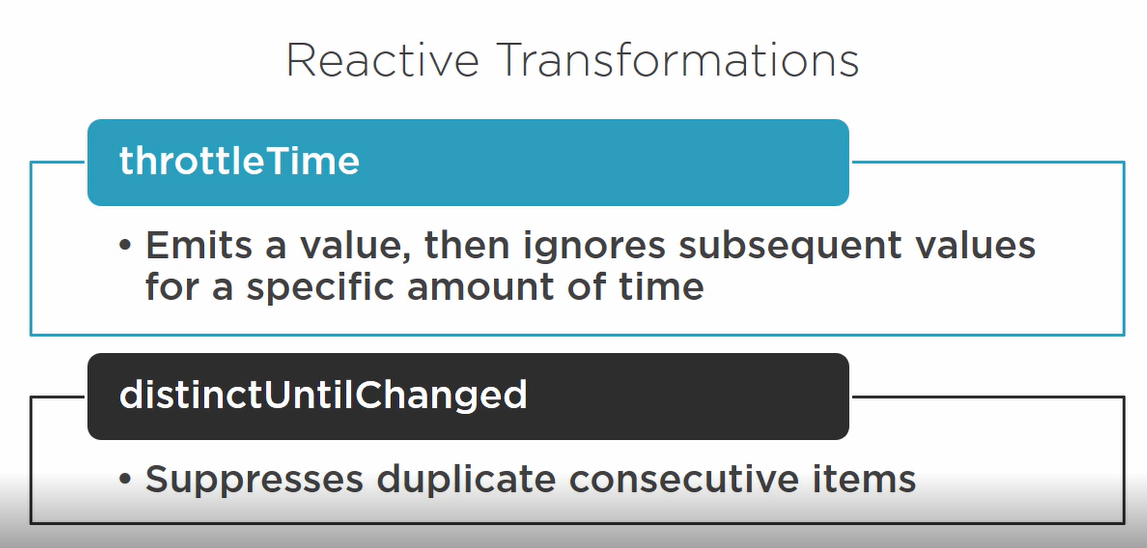 Reactive Transformations
throttleTime
• Emits a value, then ignores subsequent values
for a specific amount of time
distinctUntilChanged
• Suppresses duplicate consecutive items